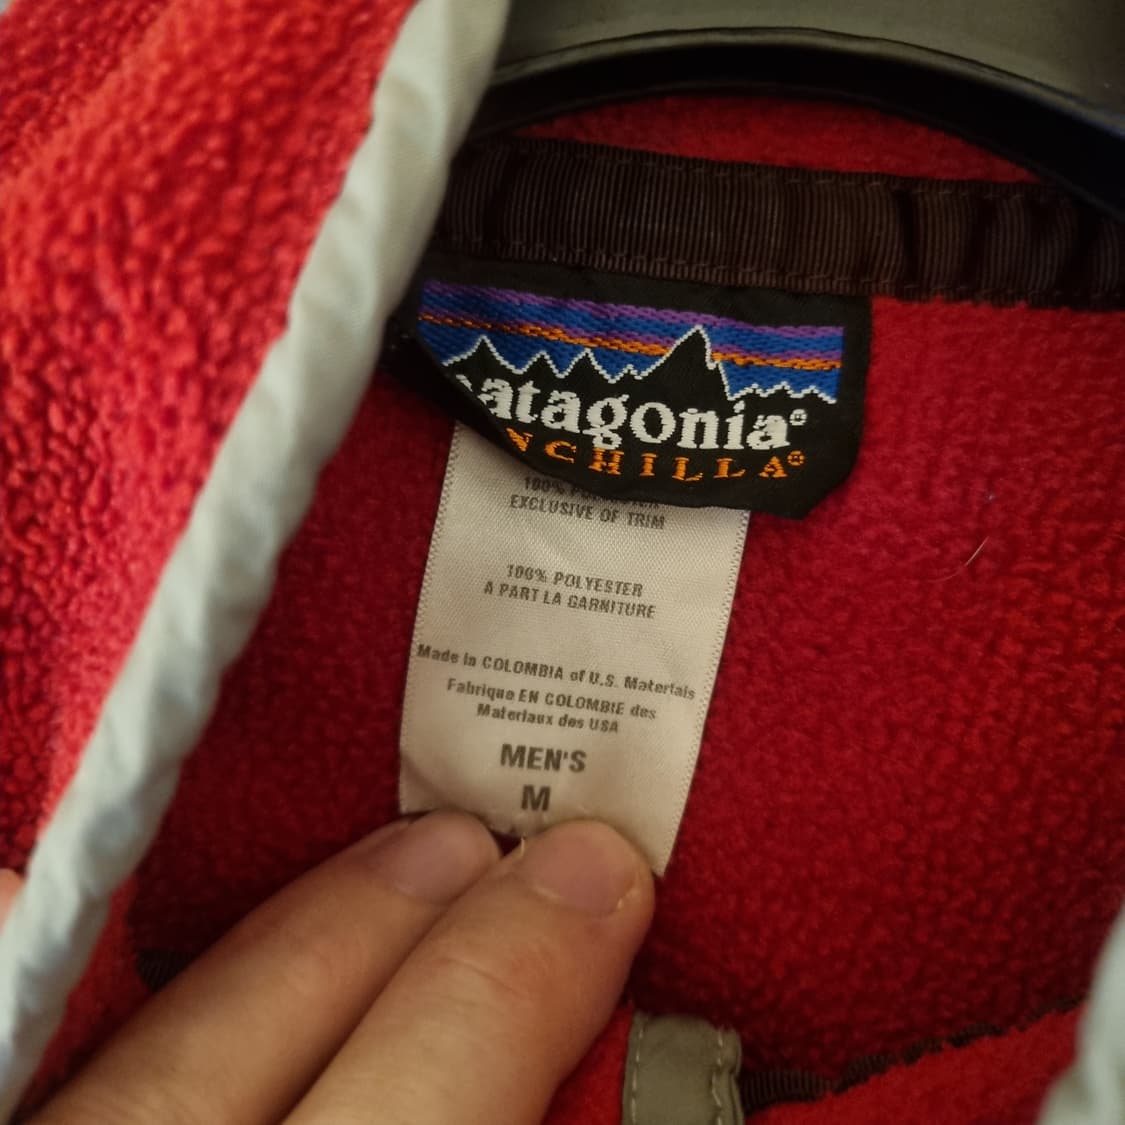 atagonia®
NCHILLA®
100%
EXCLUSIVE OF TRIM
100% POLYESTER
A PART LA GARNITURE
Made in COLOMBIA of U.S. Materials
Fabrique EN COLOMBIE des
Materiaux des USA
MEN'S
M